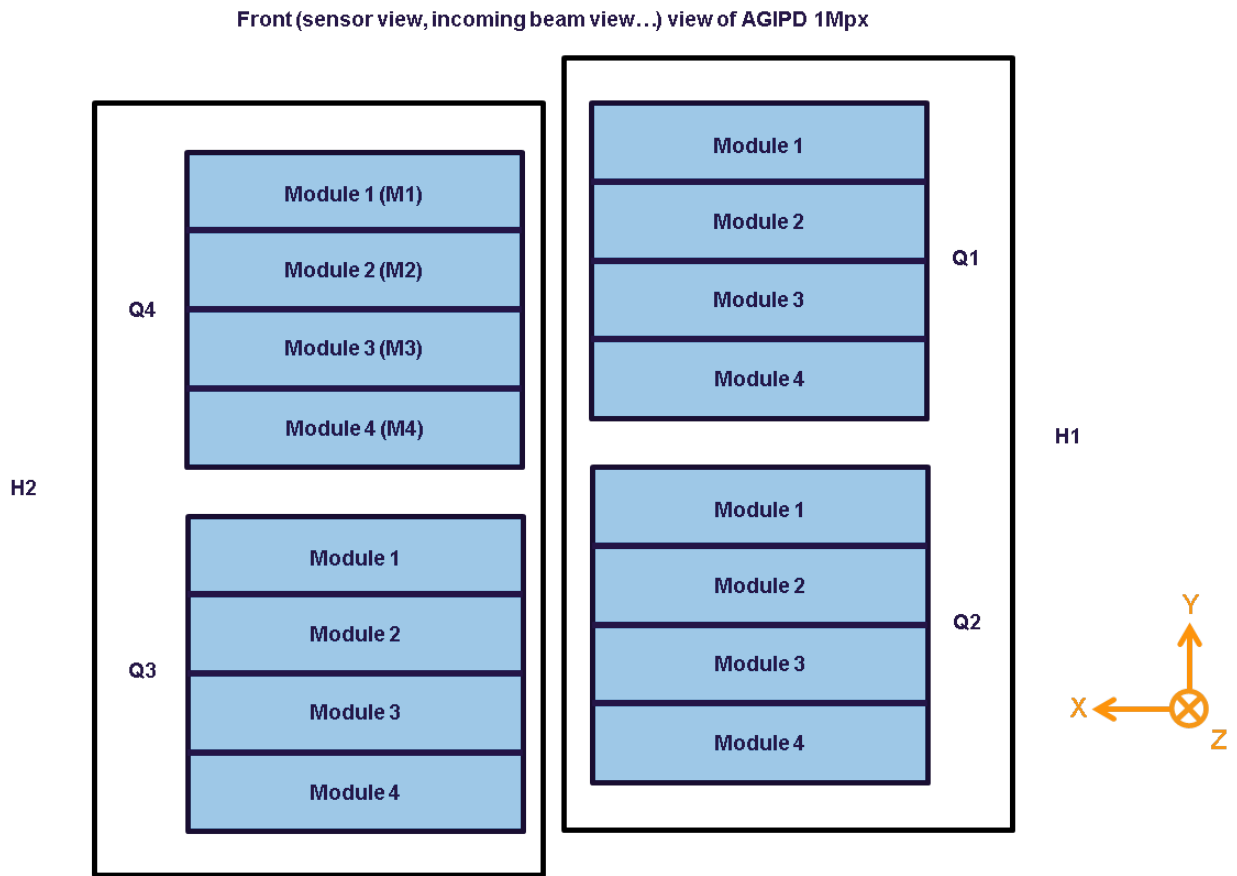 Front (sensor view, incoming beam view...) view of AGIPD 1Mpx
H2
Q4
Module 1 (M1)
Module 2 (M2)
Module 3 (M3)
Module 4 (M4)
Q3
Module 1
Module 2
Module 3
Module 4
Module 1
Module 2
Module 3
Module 4
Q1
Module 1
Module 2
Module 3
Module 4
Q2
H1
Y
X
Z